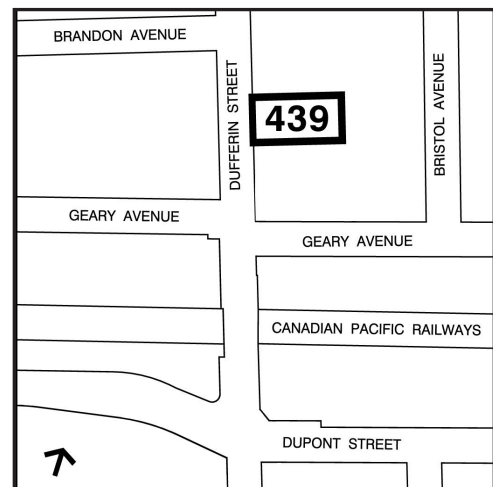 BRANDON AVENUE
DUFFERIN STREET
439
BRISTOL AVENUE
GEARY AVENUE
GEARY AVENUE
CANADIAN PACIFIC RAILWAYS
DUPONT STREET